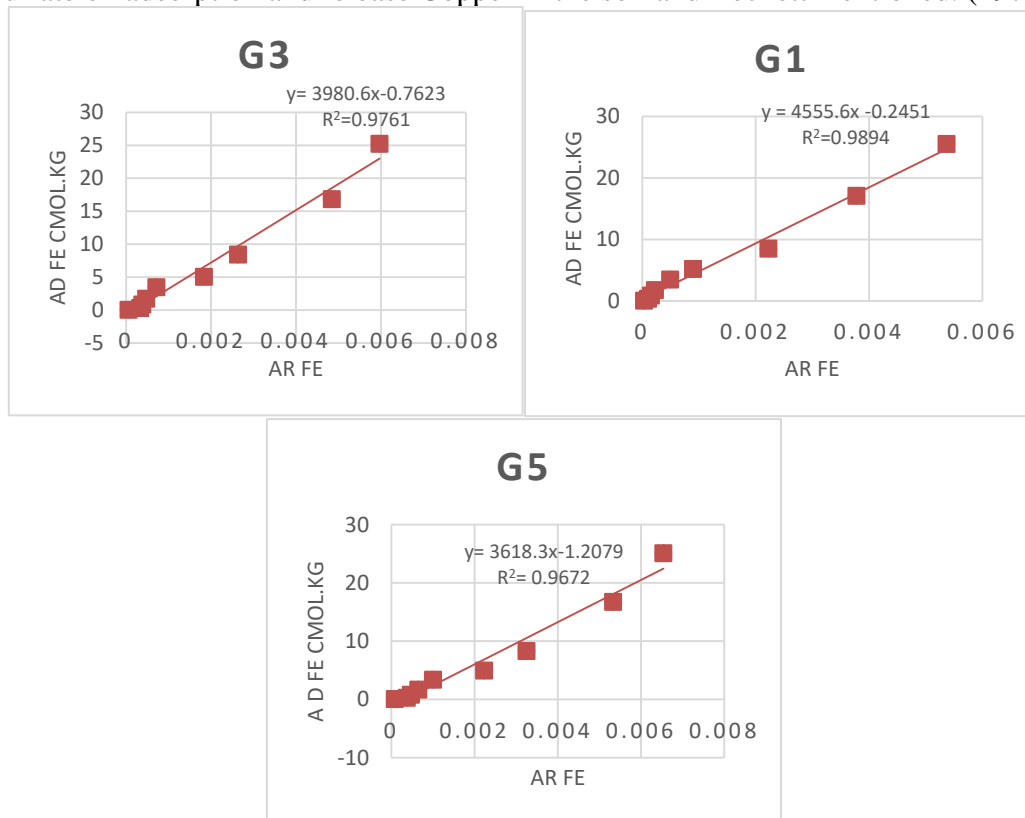 adsorption and release Copper
G3
y= 3980.6x-0.7623
R²=0.9761
30
25
20
15
10
5
0
-5
0 0.002 0.004 0.006 0.008
AD FE CMOL.KG
AR FE
G1
y = 4555.6x -0.2451
R²=0.9894
30
20
10
0
0 0.002 0.004 0.006
AD FE CMOL.KG
AR FE
G5
y= 3618.3x-1.2079
R²= 0.9672
30
20
10
0
-10
0 0.002 0.004 0.006 0.008
A D FE CMOL.KG
AR FE